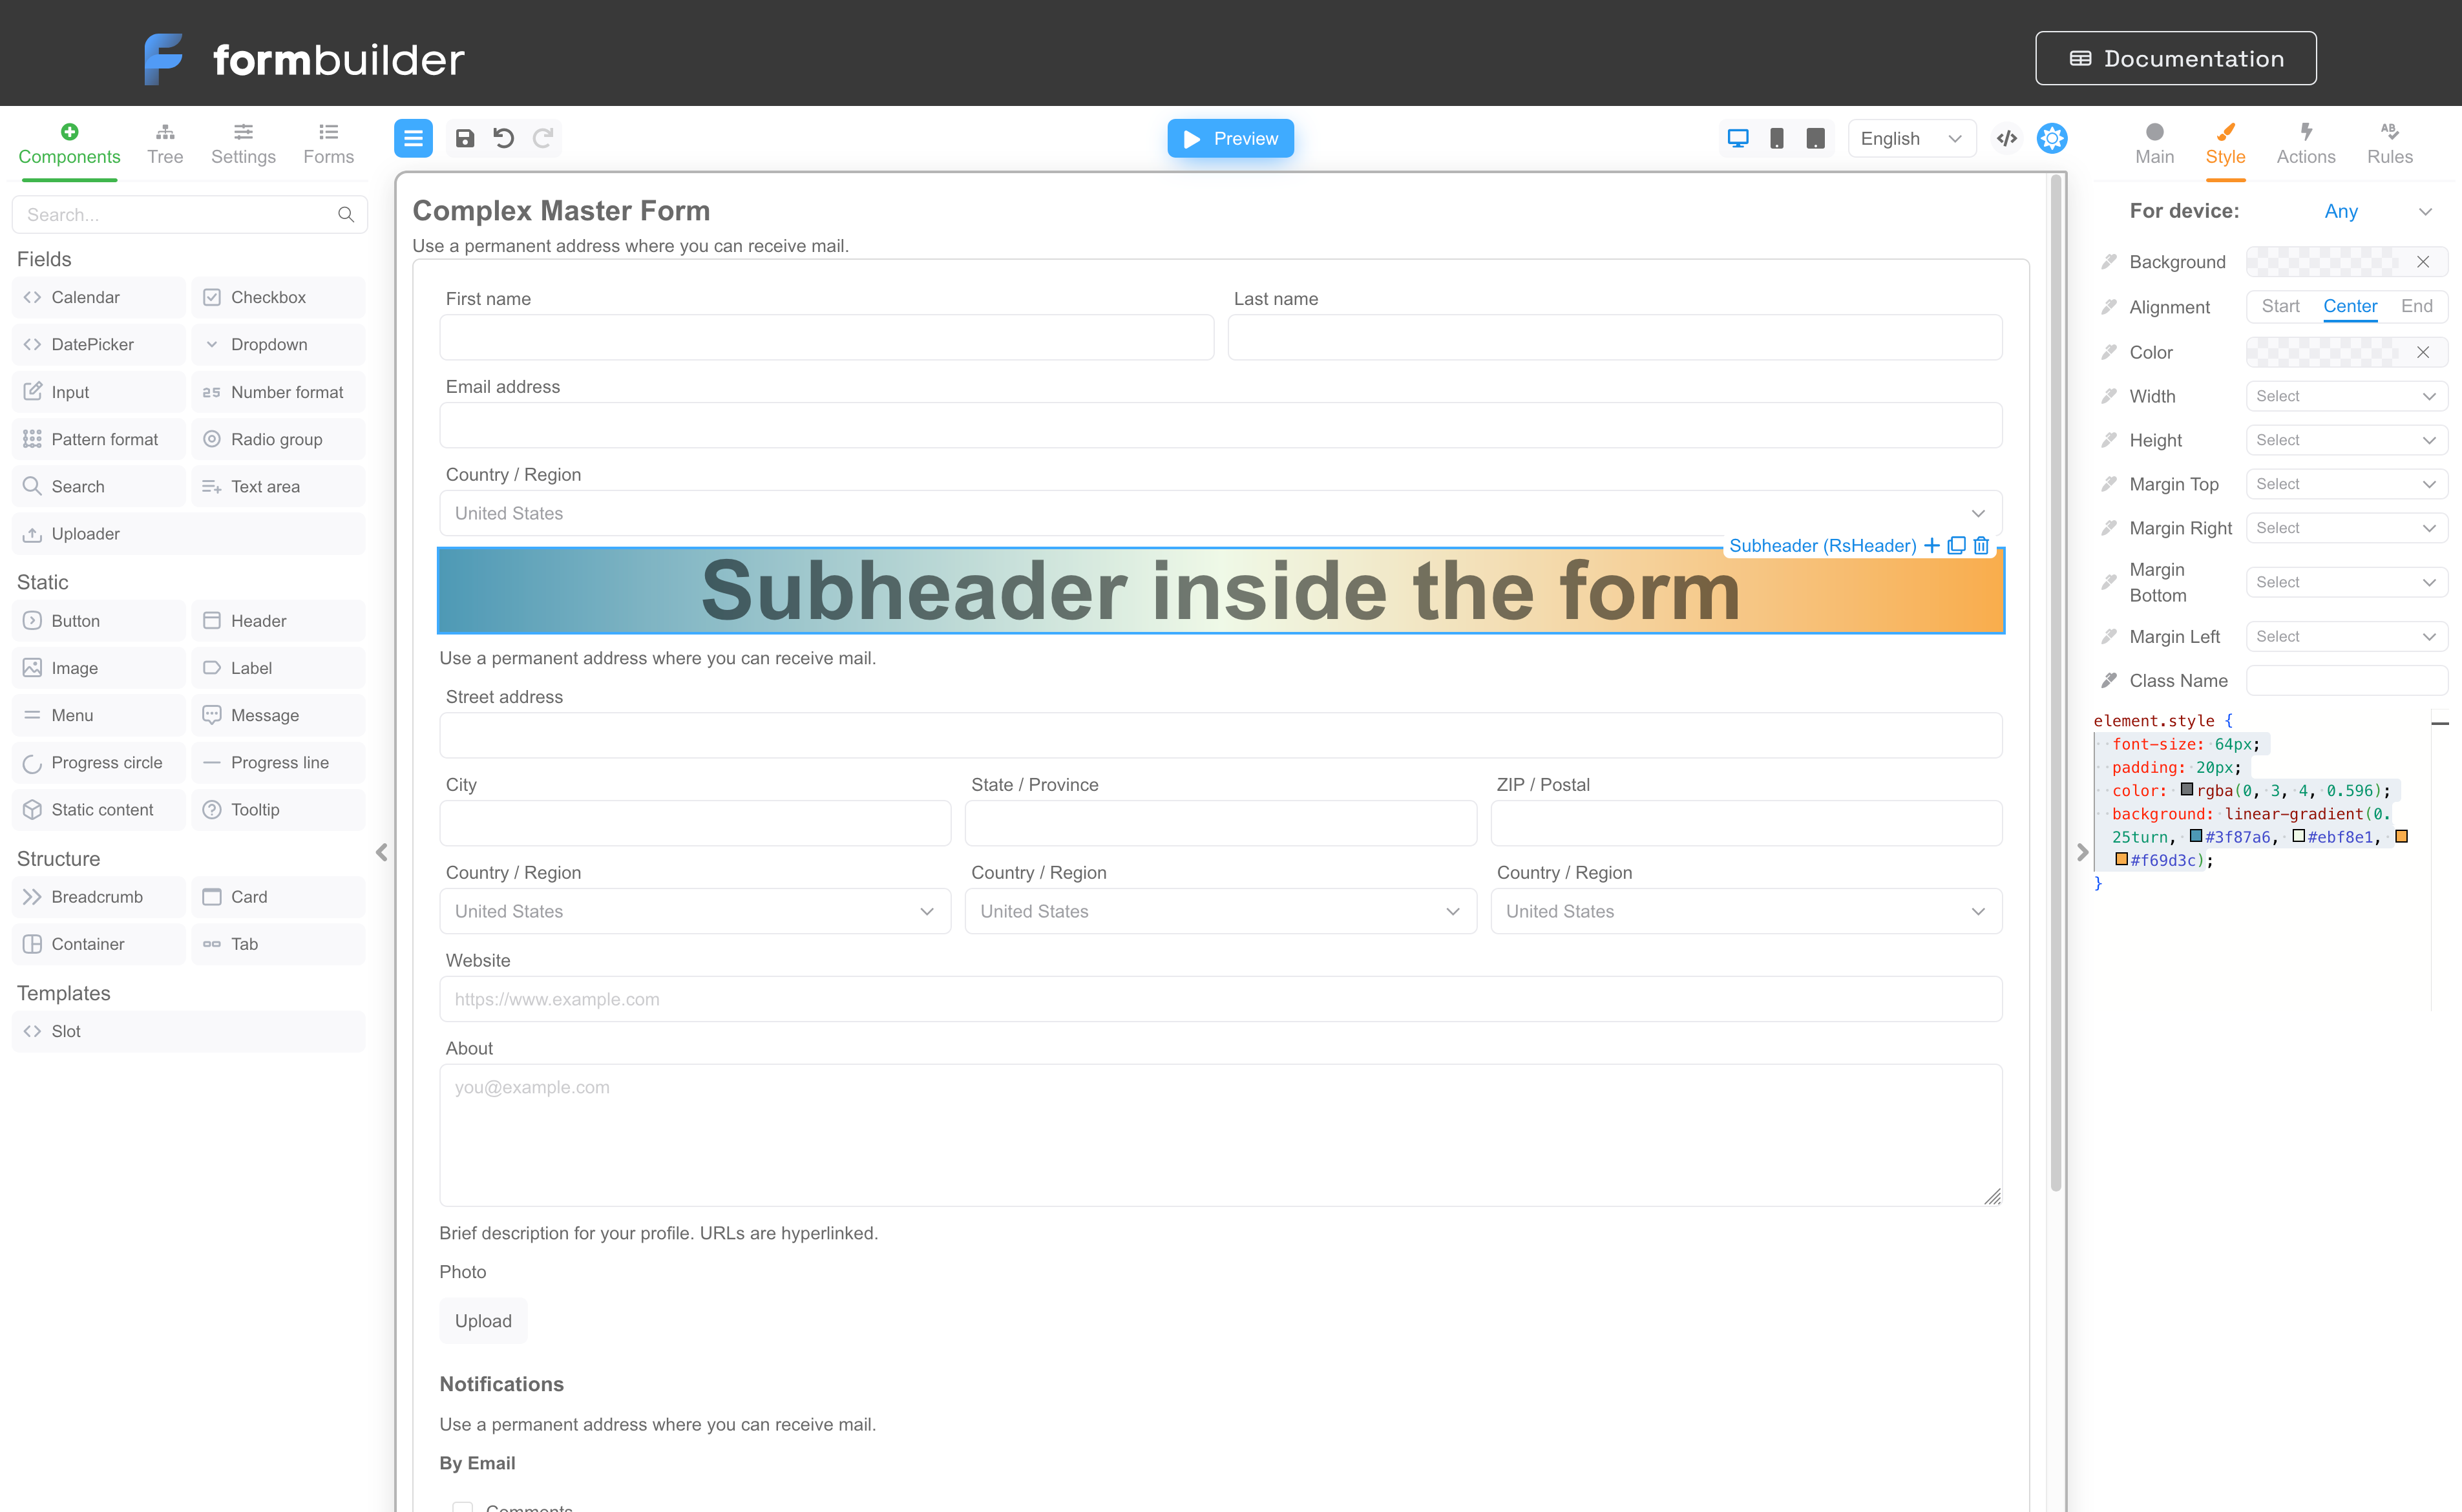 formbuilder
Documentation
Components
Tree
Settings
Forms
Preview
English
Main
Style
Actions
Rules
Search...
Fields
Calendar
Checkbox
DatePicker
Dropdown
Input
25 Number format
Pattern format
Radio group
Search
Text area
Uploader
Static
Button
Header
Image
Label
Menu
Message
Progress circle
Progress line
Static content
Tooltip
Structure
Breadcrumb
Card
Container
Tab
Templates
Slot
Complex Master Form
Use a permanent address where you can receive mail.
First name
Last name
Email address
Country / Region
United States
Subheader (RsHeader)
Subheader inside the form
Use a permanent address where you can receive mail.
Street address
City
State / Province
ZIP / Postal
Country / Region
Country / Region
Country / Region
United States
United States
United States
Website
https://www.example.com
About
you@example.com
Brief description for your profile. URLs are hyperlinked.
Photo
Upload
Notifications
Use a permanent address where you can receive mail.
By Email
Comments
For device:
Any
Background
Alignment
Start
Center
End
Color
Width
Select
Height
Select
Margin Top
Select
Margin Right
Select
Margin
Bottom
Select
Margin Left
Select
Class Name
element.style {
font-size: 64px;
padding: 20px;
color: rgba(0, 3, 4, 0.596);
background: linear-gradient(0.
25turn, #3f87a6, #ebf8e1,
#f69d3c);
}